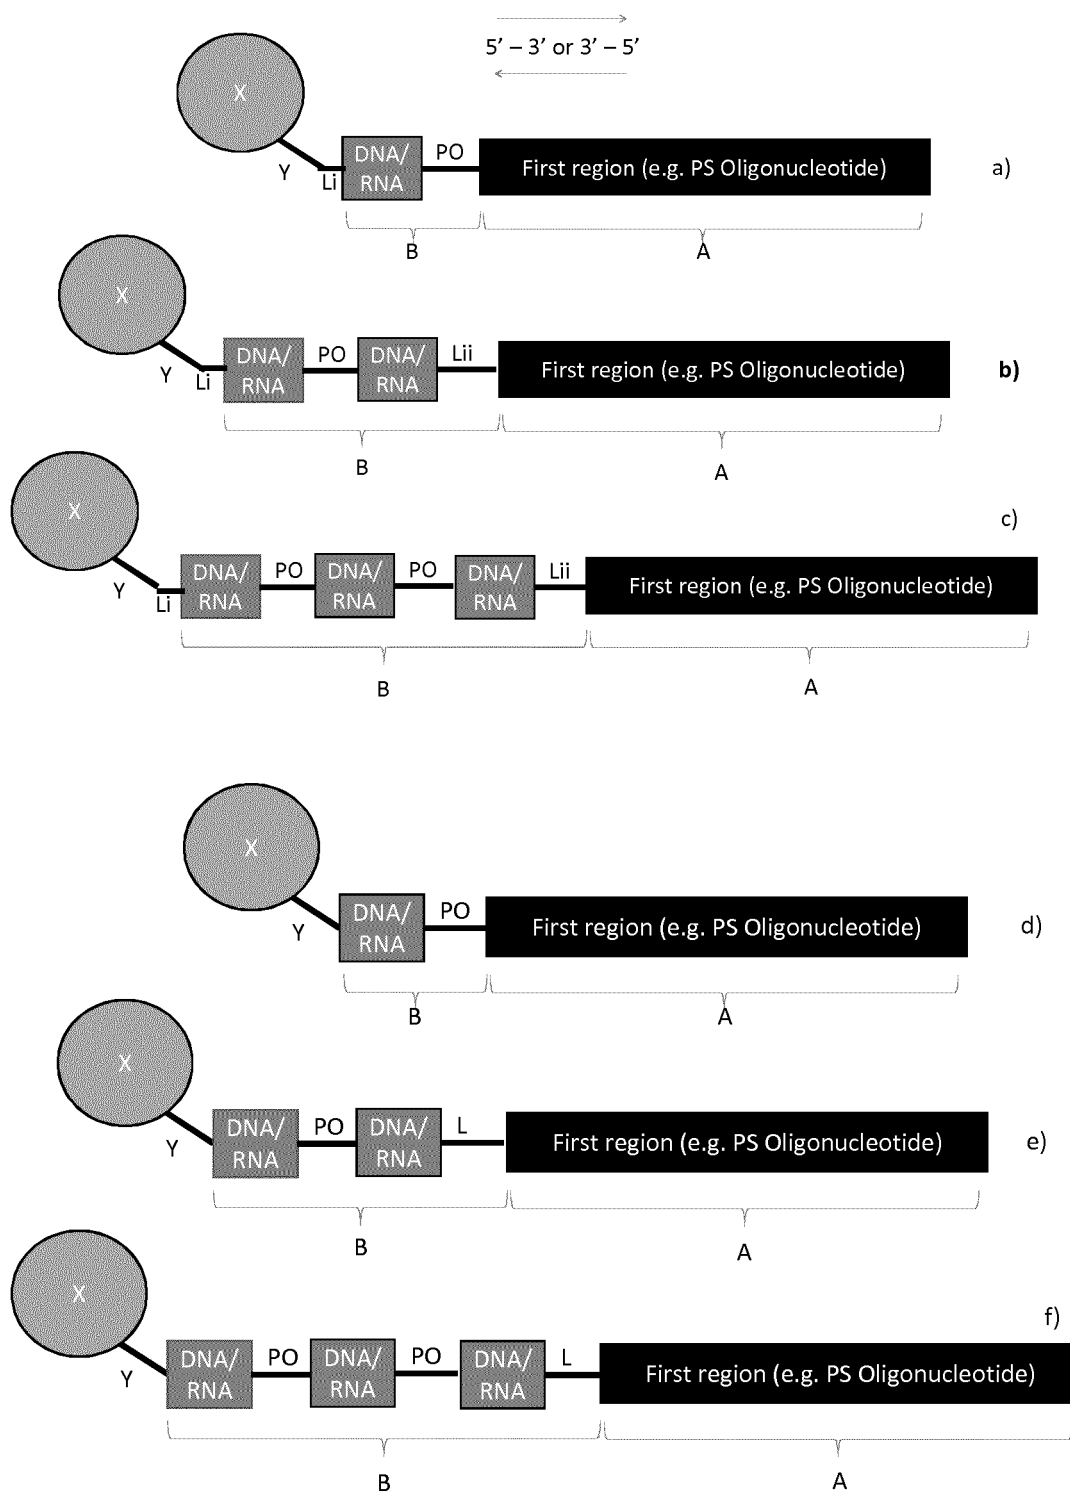 5’ – 3’ or 3’ – 5’
X
Y
Li
DNA/
RNA
PO
First region (e.g. PS Oligonucleotide)
a)
B
A
X
Y
Li
DNA/
RNA
PO
DNA/
RNA
Lii
First region (e.g. PS Oligonucleotide)
b)
B
A
X
Y
Li
DNA/
RNA
PO
DNA/
RNA
PO
DNA/
RNA
Lii
First region (e.g. PS Oligonucleotide)
c)
B
A
X
Y
DNA/
RNA
PO
First region (e.g. PS Oligonucleotide)
d)
B
A
X
Y
DNA/
RNA
PO
DNA/
RNA
L
First region (e.g. PS Oligonucleotide)
e)
B
A
X
Y
DNA/
RNA
PO
DNA/
RNA
PO
DNA/
RNA
L
First region (e.g. PS Oligonucleotide)
f)
B
A